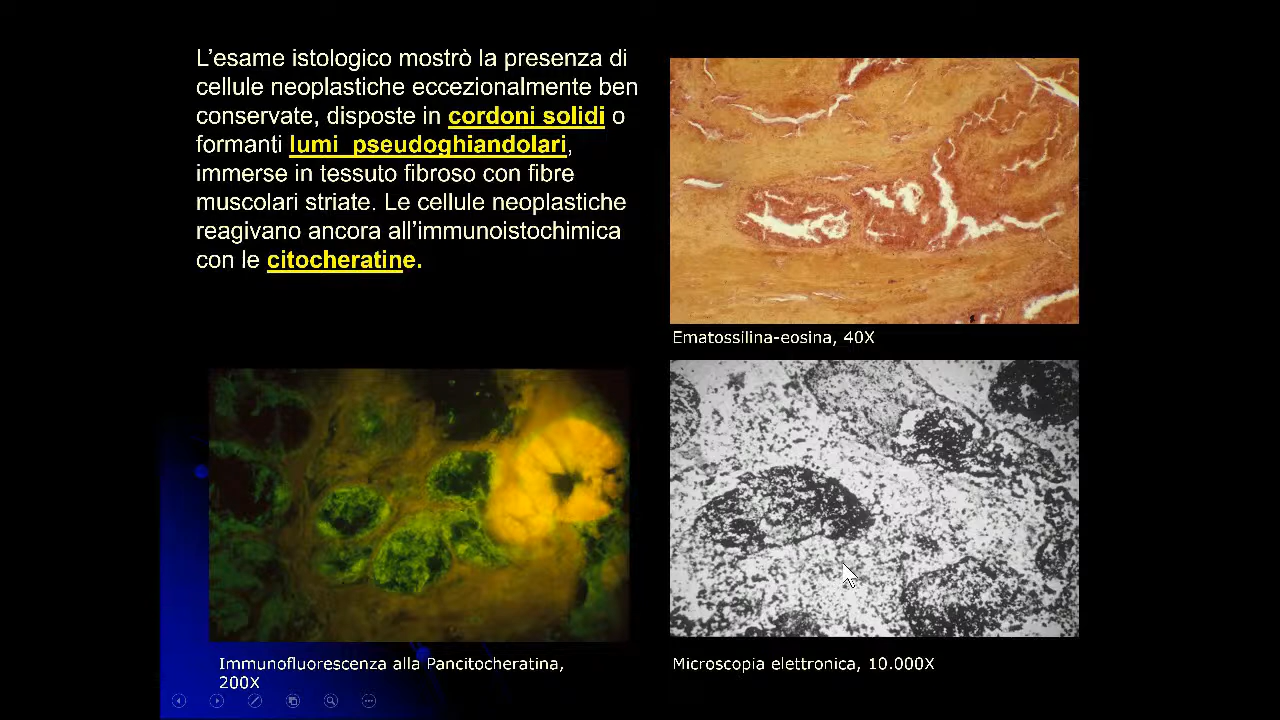 L'esame istologico mostrò la presenza di
cellule neoplastiche eccezionalmente ben
conservate, disposte in cordoni solidi o
formanti lumi pseudoghiandolari,
immerse in tessuto fibroso con fibre
muscolari striate. Le cellule neoplastiche
reagivano ancora all'immunoistochimica
con le citocheratine.
Ematossilina-eosina, 40X
Immunofluorescenza alla Pancitocheratina,
200X
Microscopia elettronica, 10.000X